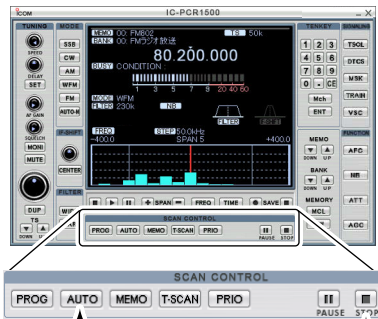 ICOM IC-PCR1500
TUNING MODE TENKEY SIGNALING
MEMO 00: FM802 TS 50k
BANK 00: FMラジオ放送
80.200.000
BUSY CONDITION
1 3 5 7 9 20 40 60
MODE WFM
FILTER 230k NB
FILTER IF-SHIFT
FREQ STEP 50.0kHz
-400.0 SPAN 5 +400.0
SPEED
DELAY
SET
AF GAIN
SQUELCH
MONI
MUTE
DUP
TS
DOWN UP
SSB
CW
AM
WFM
FM
AUTO-M
IF-SHIFT
CENTER
FILTER
1 2 3
4 5 6
7 8 9
0 . CE
Mch
ENT
MEMO
DOWN UP
BANK
DOWN UP
MEMORY
MCL
TSQL
DTCS
MSK
TRAIN
VSC
FUNCTION
AFC
NB
ATT
AGC
+ SPAN − FREQ TIME SAVE
SCAN CONTROL
PROG AUTO MEMO T-SCAN PRIO PAUSE STOP
SCAN CONTROL
PROG AUTO MEMO T-SCAN PRIO
PAUSE STOP